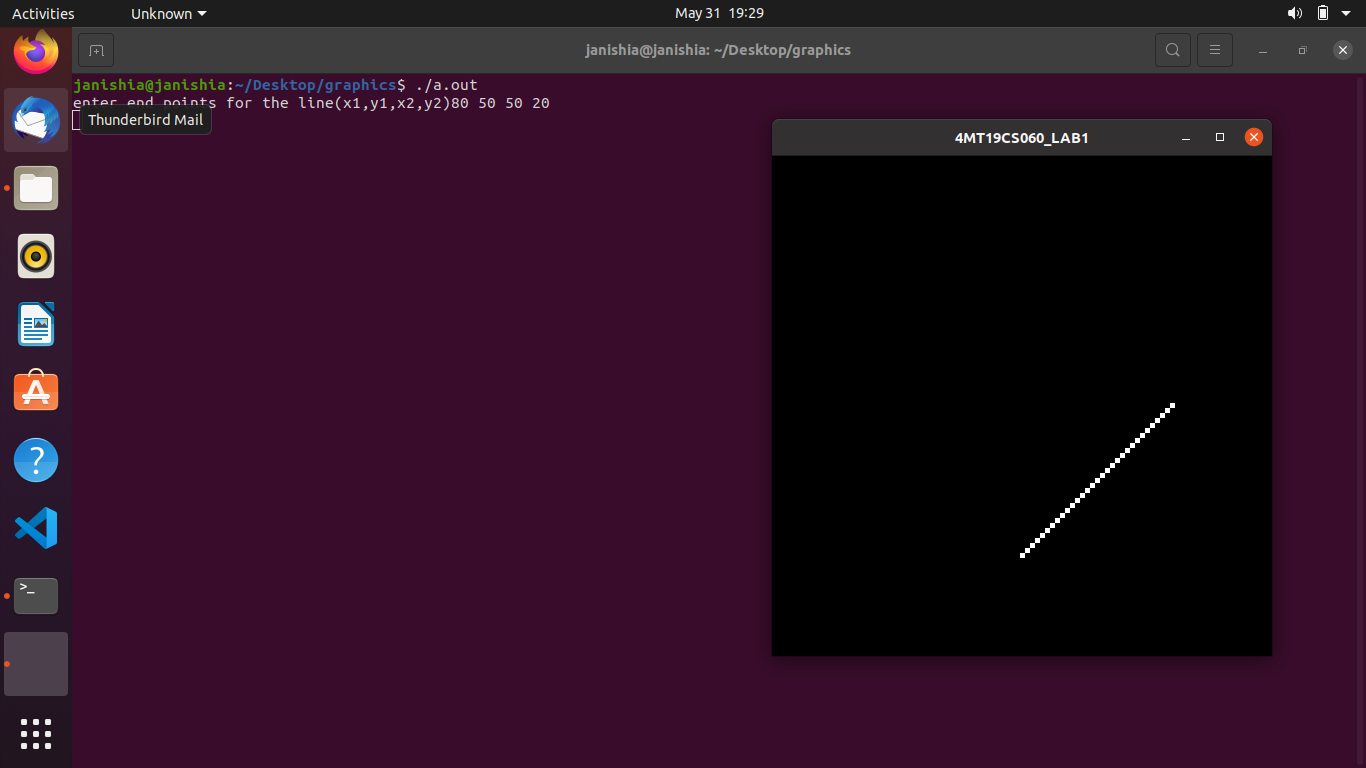 Activities Unknown May 31 19:29
janishia@janishia: ~/Desktop/graphics
janishia@janishia:~/Desktop/graphics$ ./a.out
enter end points for the line(x1,y1,x2,y2)80 50 50 20
Thunderbird Mail
4MT19CS060_LAB1